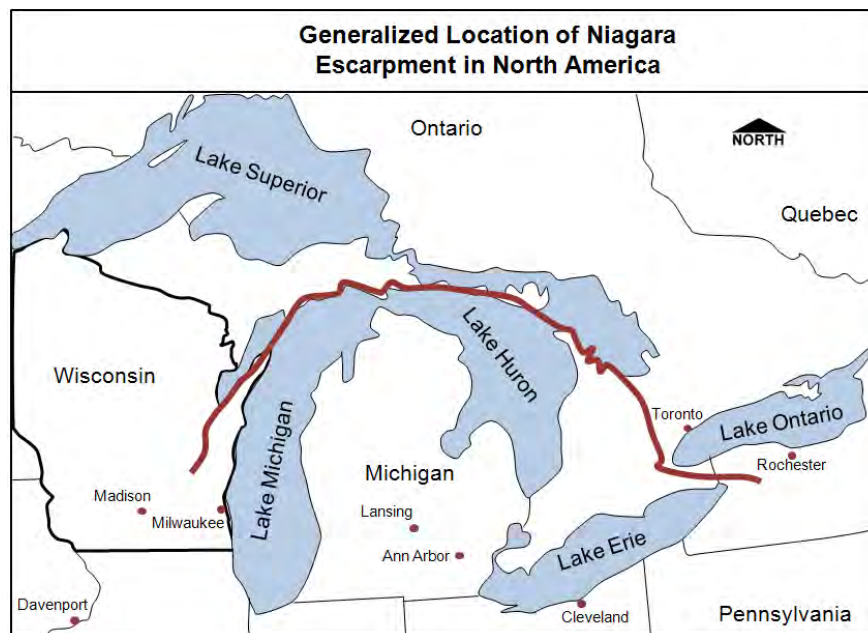 Generalized Location of Niagara
Escarpment in North America
Ontario
NORTH
Lake Superior
Quebec
Wisconsin
Lake Huron
Toronto
Lake Ontario
Rochester
Michigan
Lake Michigan
Madison
Milwaukee
Lansing
Ann Arbor
Lake Erie
Davenport
Cleveland
Pennsylvania